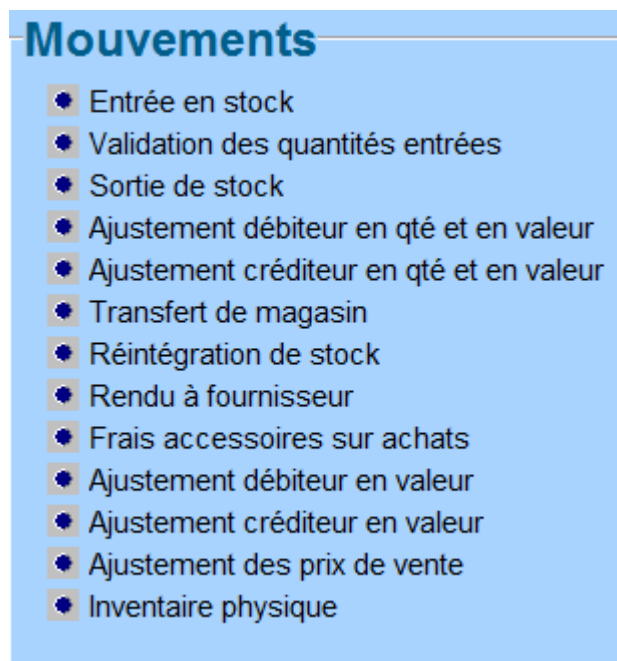 Mouvements
Entrée en stock
Validation des quantités entrées
Sortie de stock
Ajustement débiteur en qté et en valeur
Ajustement créditeur en qté et en valeur
Transfert de magasin
Réintégration de stock
Rendu à fournisseur
Frais accessoires sur achats
Ajustement débiteur en valeur
Ajustement créditeur en valeur
Ajustement des prix de vente
Inventaire physique